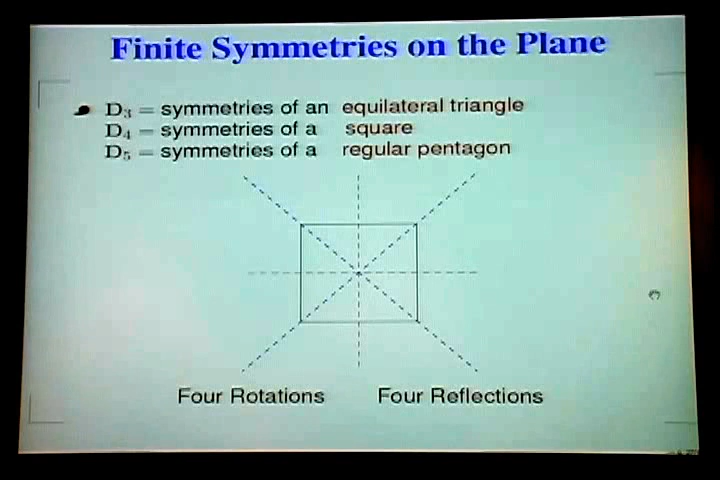 Finite Symmetries on the Plane
D₃ = symmetries of an equilateral triangle
D₄ = symmetries of a square
D₅ = symmetries of a regular pentagon
Four Rotations Four Reflections